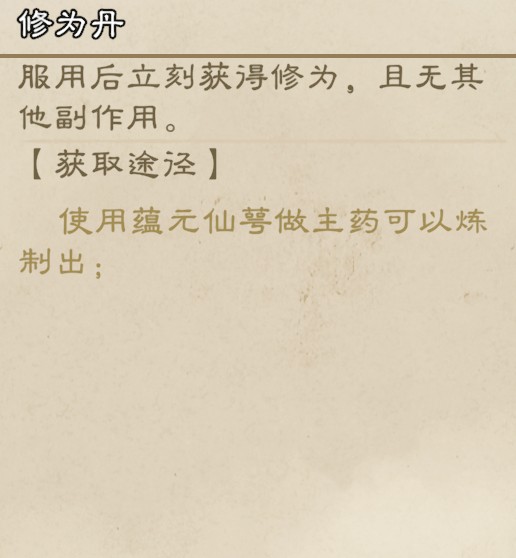 修为丹
服用后立刻获得修为，且无其
他副作用。
【获取途径】
使用蕴元仙萼做主药可以炼
制出；